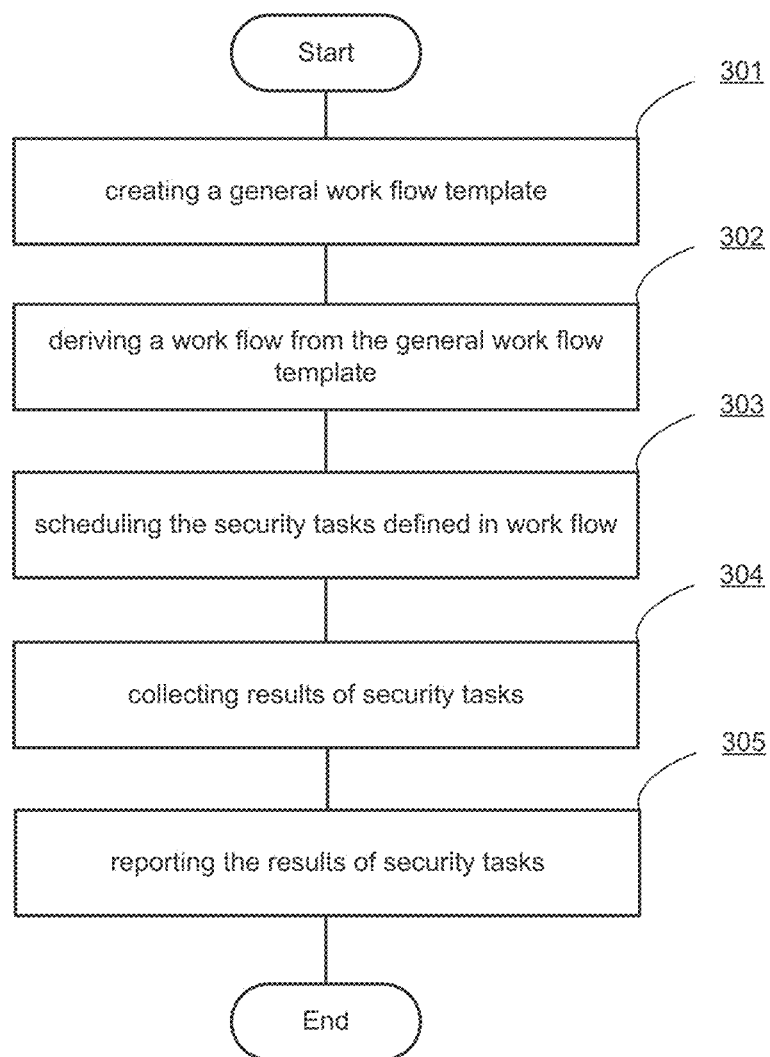 Start
301
creating a general work flow template
302
deriving a work flow from the general work flow
template
303
scheduling the security tasks defined in work flow
304
collecting results of security tasks
305
reporting the results of security tasks
End